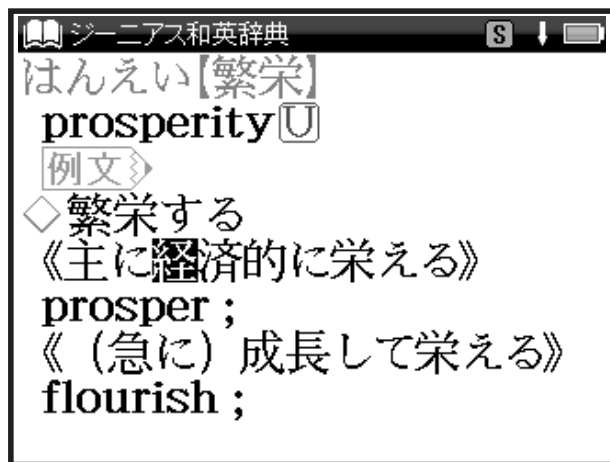 ジーニアス和英辞典 S
はんえい【繁栄】
prosperity U
例文
◇繁栄する
《主に経済的に栄える》
prosper ;
《（急に）成長して栄える》
flourish ;